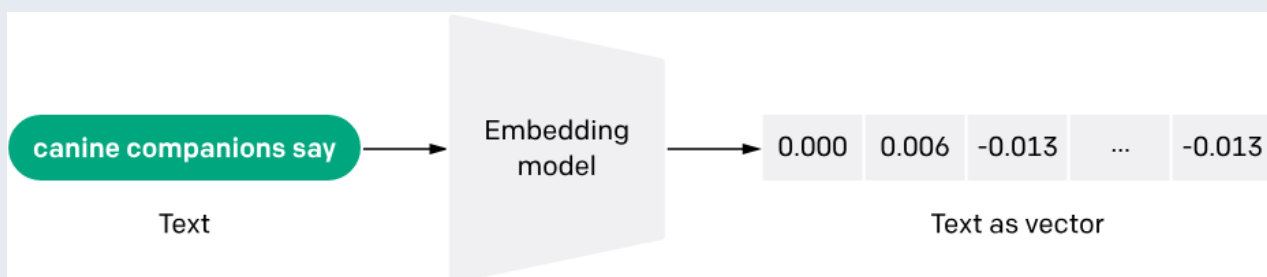 canine companions say
Text
Embedding
model
0.000 0.006 -0.013 ... -0.013
Text as vector